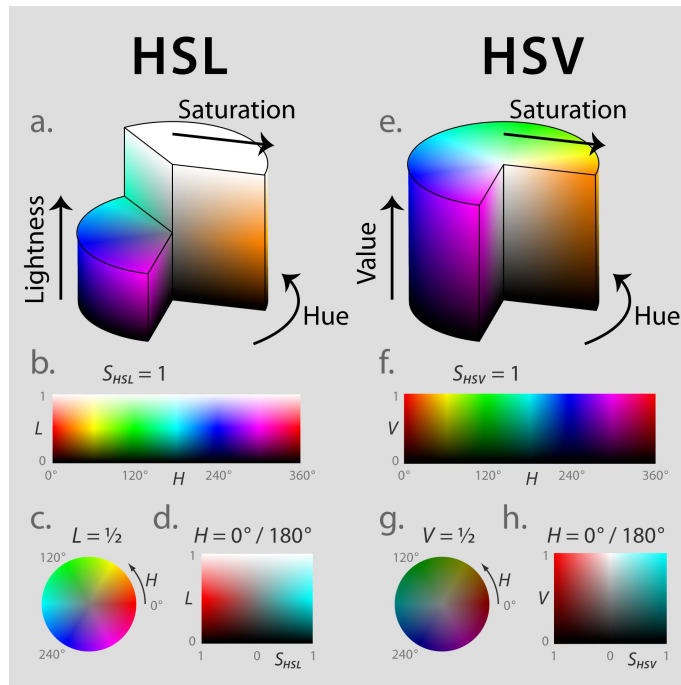 HSL
HSV
a.
Saturation
Lightness
Hue
e.
Saturation
Value
Hue
b.
S_HSL = 1
1
L
0
0°
120°
H
240°
360°
f.
S_HSV = 1
1
V
0
0°
120°
H
240°
360°
c.
L = ½
120°
H
0°
240°
d.
H = 0° / 180°
1
L
0
1
0
S_HSL
1
g.
V = ½
120°
H
0°
240°
h.
H = 0° / 180°
1
V
0
1
0
S_HSV
1